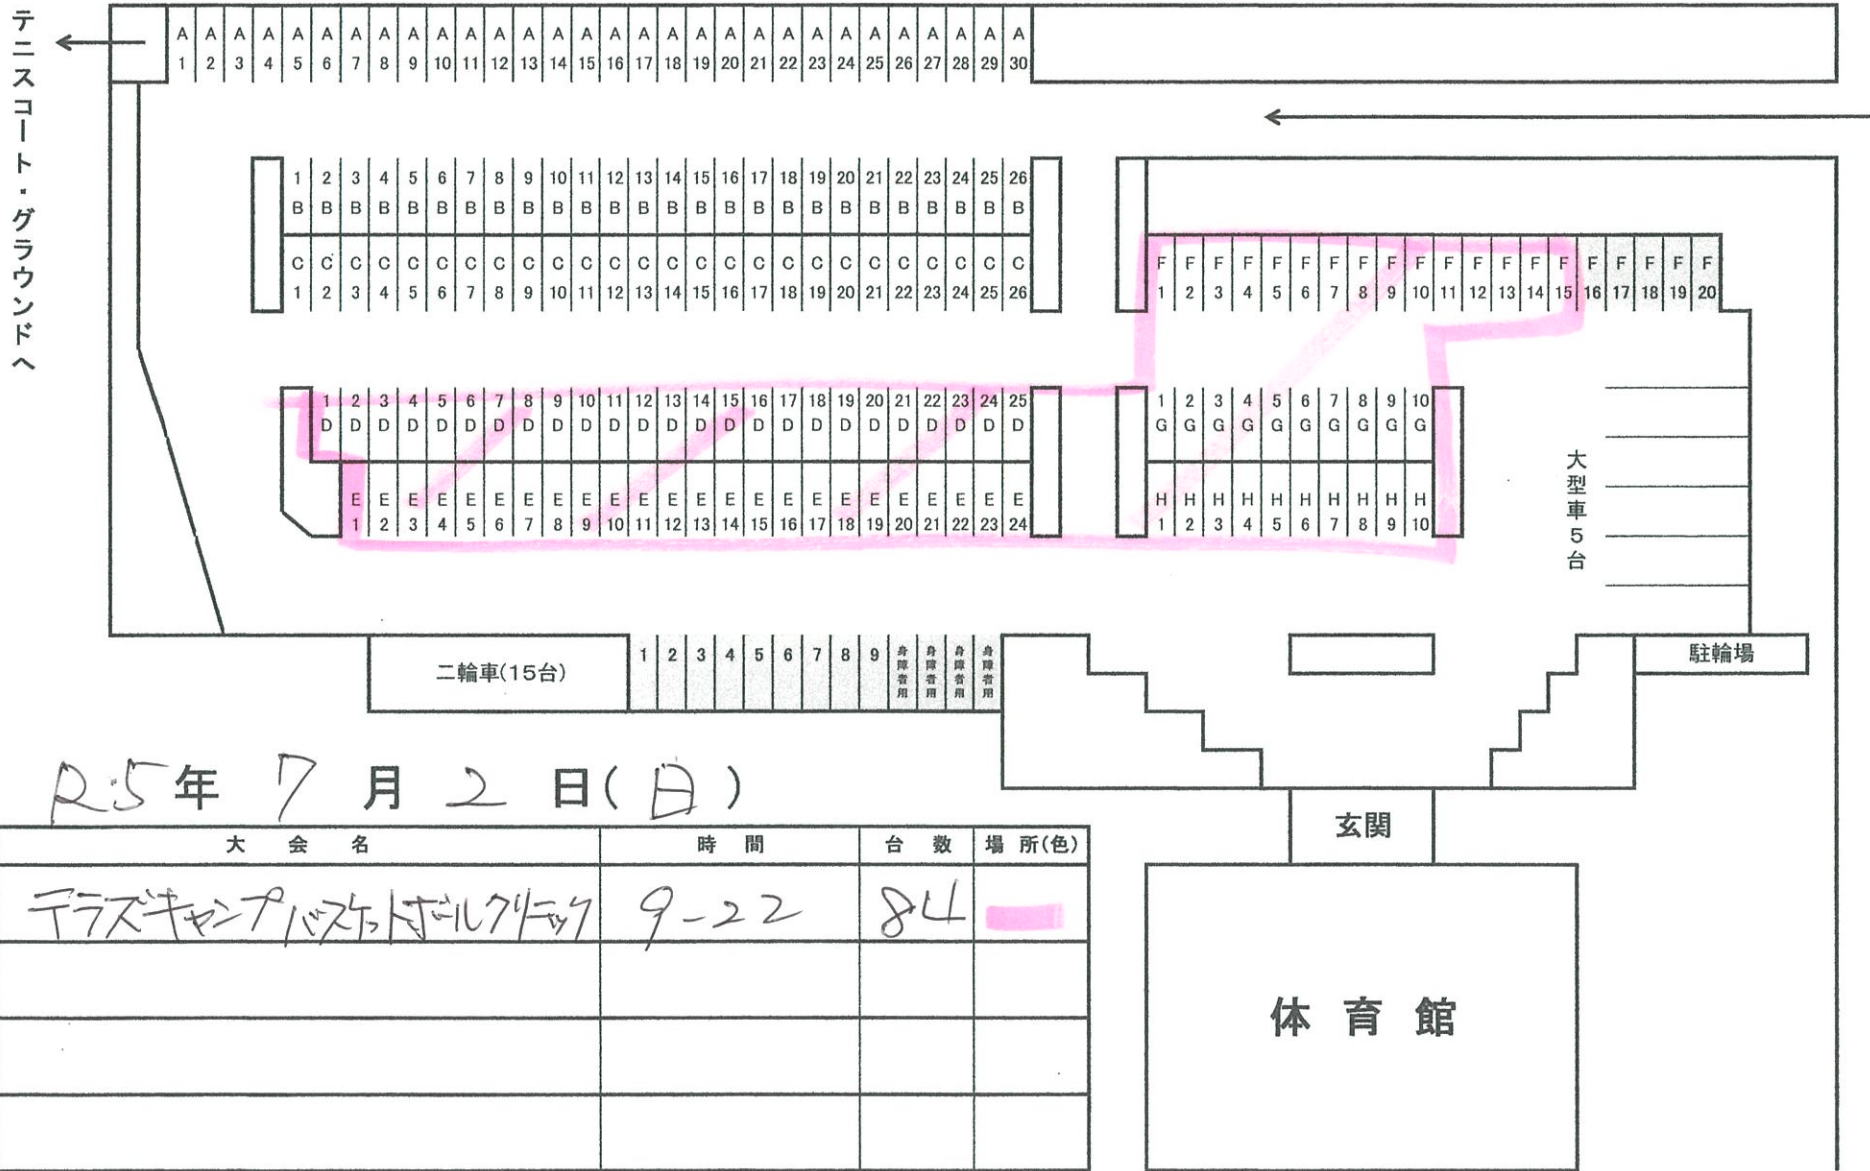 テニスコート・グラウンドへ
A A A A A A A A A A A A A A A A A A A A A A A A A A A A A A
1 2 3 4 5 6 7 8 9 10 11 12 13 14 15 16 17 18 19 20 21 22 23 24 25 26 27 28 29 30
1 2 3 4 5 6 7 8 9 10 11 12 13 14 15 16 17 18 19 20 21 22 23 24 25 26
B B B B B B B B B B B B B B B B B B B B B B B B B B
C C C C C C C C C C C C C C C C C C C C C C C C C C
1 2 3 4 5 6 7 8 9 10 11 12 13 14 15 16 17 18 19 20 21 22 23 24 25 26
F F F F F F F F F F F F F F F F F F F F
1 2 3 4 5 6 7 8 9 10 11 12 13 14 15 16 17 18 19 20
1 2 3 4 5 6 7 8 9 10 11 12 13 14 15 16 17 18 19 20 21 22 23 24 25
D D D D D D D D D D D D D D D D D D D D D D D D D
E E E E E E E E E E E E E E E E E E E E E E E E
1 2 3 4 5 6 7 8 9 10 11 12 13 14 15 16 17 18 19 20 21 22 23 24
1 2 3 4 5 6 7 8 9 10
G G G G G G G G G G
H H H H H H H H H H
1 2 3 4 5 6 7 8 9 10
大型車5台
二輪車(15台)
1 2 3 4 5 6 7 8 9 身障者用 身障者用 身障者用 身障者用
駐輪場
R.5年 7月 2日(日)
玄関
大会名 時間 台数 場所(色)
テラズキャンプバスケットボールクリニック 9-22 84
体育館